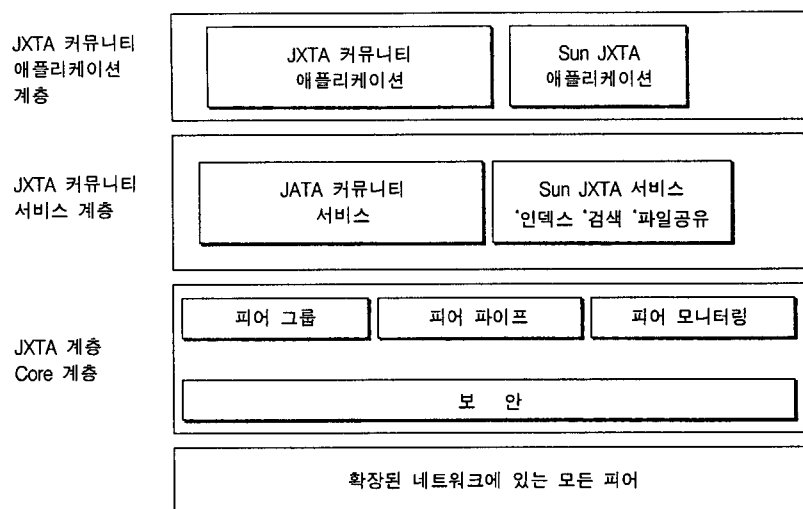 JXTA 커뮤니티
애플리케이션
계층
JXTA 커뮤니티
애플리케이션
Sun JXTA
애플리케이션
JXTA 커뮤니티
서비스 계층
JATA 커뮤니티
서비스
Sun JXTA 서비스
*인덱스 *검색 *파일공유
JXTA 계층
Core 계층
피어 그룹
피어 파이프
피어 모니터링
보 안
확장된 네트워크에 있는 모든 피어